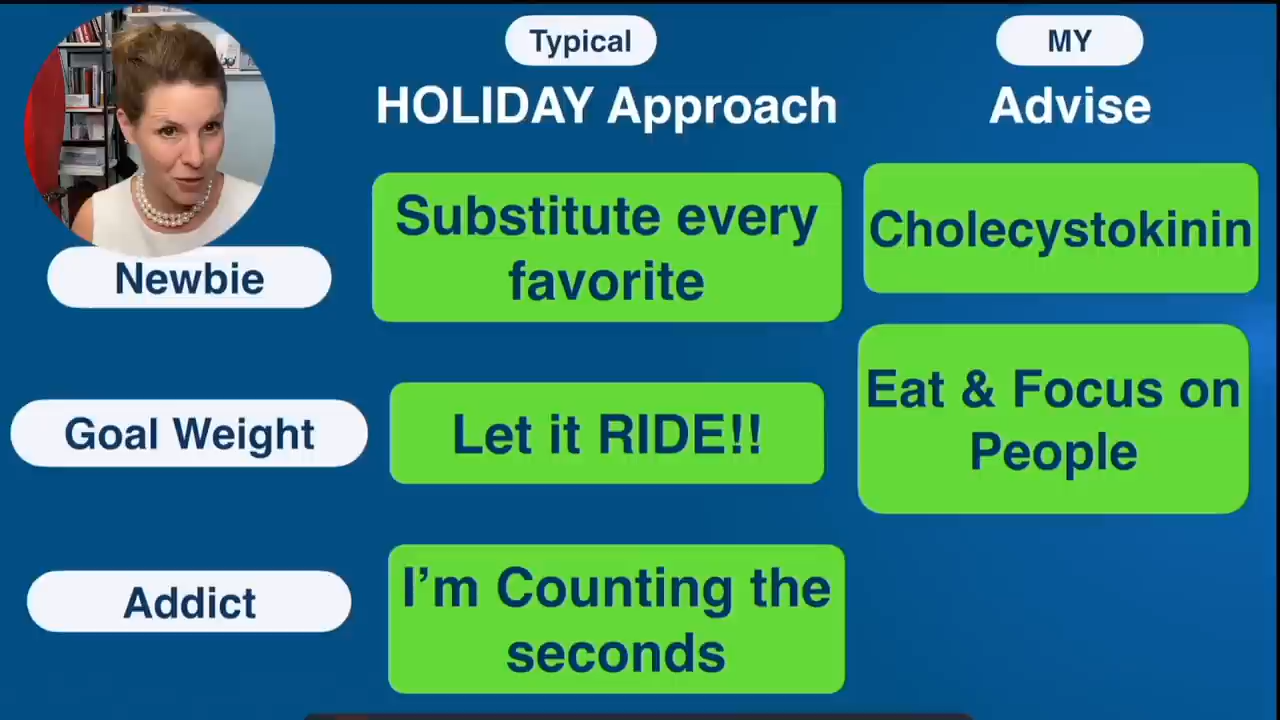 Typical
MY
HOLIDAY Approach
Advise
Newbie
Substitute every
favorite
Cholecystokinin
Goal Weight
Let it RIDE!!
Eat & Focus on
People
Addict
I'm Counting the
seconds